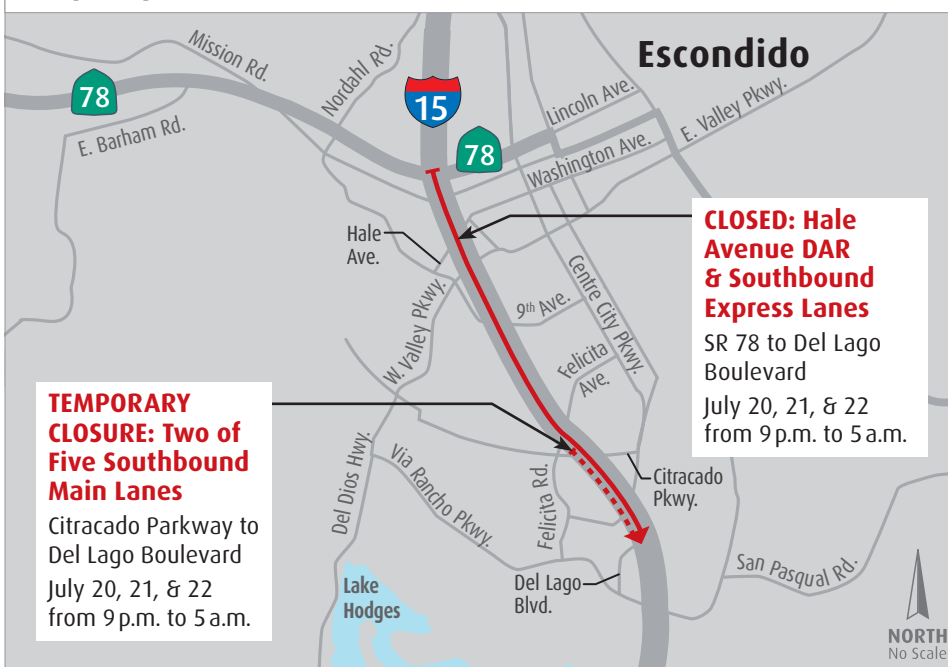 Escondido
Mission Rd.
Nordahl Rd.
78
15
78
Lincoln Ave.
E. Valley Pkwy.
E. Barham Rd.
Washington Ave.
Hale
Ave.
CLOSED: Hale
Avenue DAR
& Southbound
Express Lanes
SR 78 to Del Lago
Boulevard
July 20, 21, & 22
from 9 p.m. to 5 a.m.
Centre City Pkwy.
9th Ave.
W. Valley Pkwy.
Felicita
Ave.
TEMPORARY
CLOSURE: Two of
Five Southbound
Main Lanes
Citracado Parkway to
Del Lago Boulevard
July 20, 21, & 22
from 9 p.m. to 5 a.m.
Del Dios Hwy.
Via Rancho Pkwy.
Felicita Rd.
Citracado
Pkwy.
San Pasqual Rd.
Del Lago
Blvd.
Lake
Hodges
NORTH
No Scale